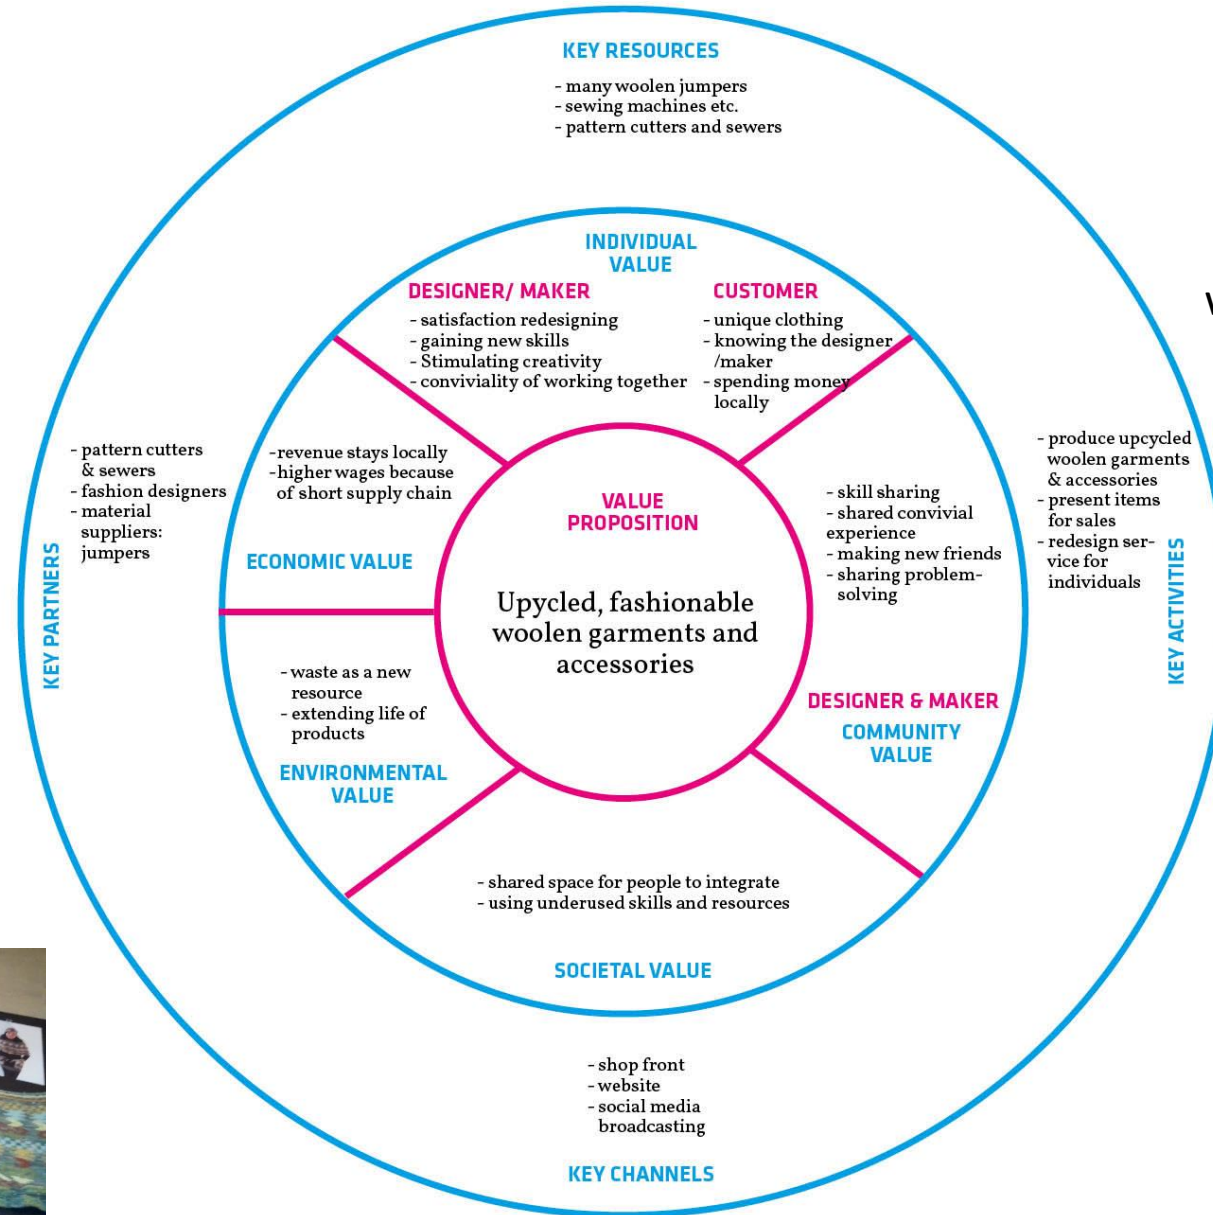 KEY RESOURCES
- many woolen jumpers
- sewing machines etc.
- pattern cutters and sewers
INDIVIDUAL
VALUE
DESIGNER/ MAKER
- satisfaction redesigning
- gaining new skills
- Stimulating creativity
- conviviality of working together
CUSTOMER
- unique clothing
- knowing the designer
/maker
- spending money
locally
- pattern cutters
& sewers
- fashion designers
- material
suppliers:
jumpers
KEY PARTNERS
-revenue stays locally
-higher wages because
of short supply chain
ECONOMIC VALUE
VALUE
PROPOSITION
Upycled, fashionable
woolen garments and
accessories
- skill sharing
- shared convivial
experience
- making new friends
- sharing problem-
solving
DESIGNER & MAKER
COMMUNITY
VALUE
- produce upcycled
woolen garments
& accessories
- present items
for sales
- redesign ser-
vice for
individuals
KEY ACTIVITIES
- waste as a new
resource
- extending life of
products
ENVIRONMENTAL
VALUE
- shared space for people to integrate
- using underused skills and resources
SOCIETAL VALUE
- shop front
- website
- social media
broadcasting
KEY CHANNELS